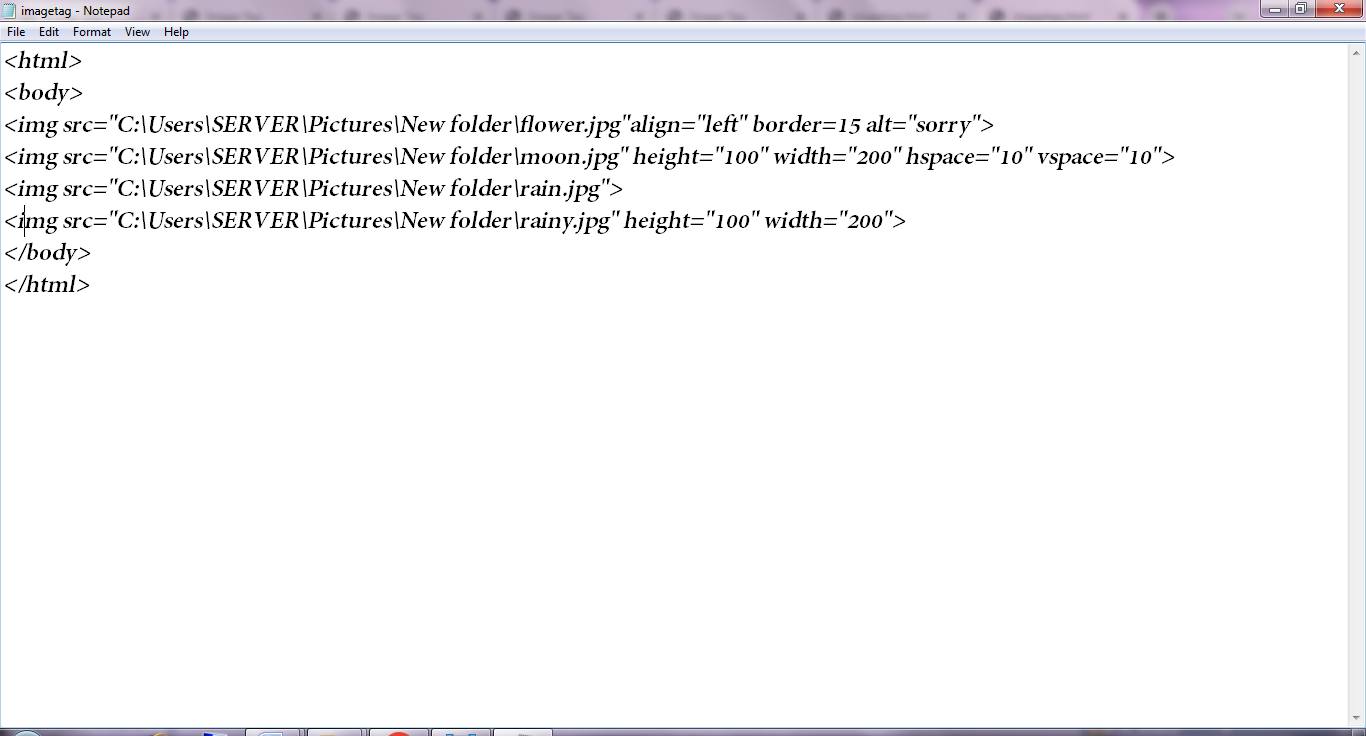 imagetag - Notepad
File Edit Format View Help
<html>
<body>
<img src="C:\Users\SERVER\Pictures\New folder\flower.jpg"align="left" border=15 alt="sorry">
<img src="C:\Users\SERVER\Pictures\New folder\moon.jpg" height="100" width="200" hspace="10" vspace="10">
<img src="C:\Users\SERVER\Pictures\New folder\rain.jpg">
<img src="C:\Users\SERVER\Pictures\New folder\rainy.jpg" height="100" width="200">
</body>
</html>